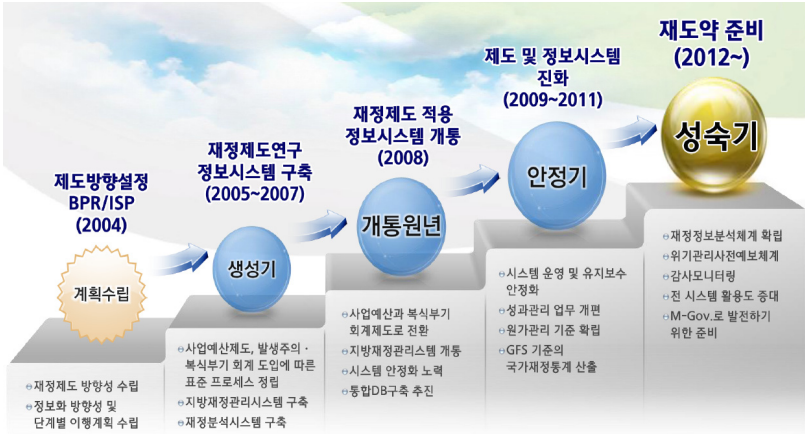 제도방향설정
BPR/ISP
(2004)
계획수립
재정제도 방향성 수립
정보화 방향성 및
단계별 이행계획 수립
재정제도연구
정보시스템 구축
(2005~2007)
생성기
사업예산제도, 발생주의·
복식부기 회계 도입에 따른
표준 프로세스 정립
지방재정관리시스템 구축
재정분석시스템 구축
재정제도 적용
정보시스템 개통
(2008)
개통원년
사업예산과 복식부기
회계제도로 전환
지방재정관리스템 개통
시스템 안정화 노력
통합DB구축 추진
제도 및 정보시스템
진화
(2009~2011)
안정기
시스템 운영 및 유지보수
안정화
성과관리 업무 개편
원가관리 기준 확립
GFS 기준의
국가재정통계 산출
재도약 준비
(2012~)
성숙기
재정정보분석체계 확립
위기관리사전예보체계
감사모니터링
전 시스템 활용도 증대
M-Gov.로 발전하기
위한 준비